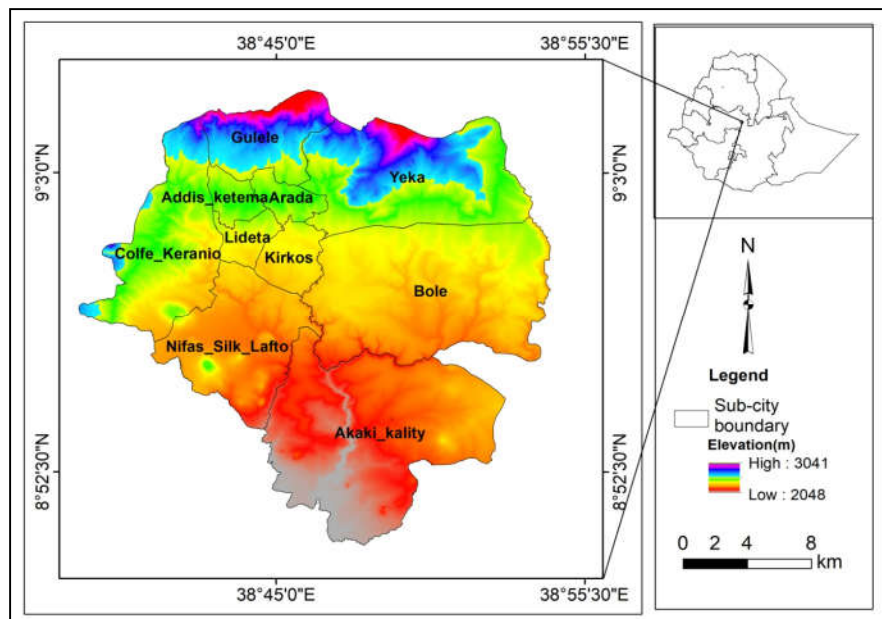 38°45'0"E 38°55'30"E
9°3'0"N 9°3'0"N
Gulele
Yeka
Addis_ketema Arada
Lideta
Colfe_Keranio Kirkos
Bole
Nifas_Silk_Lafto
Akaki_kality
8°52'30"N 8°52'30"N
38°45'0"E 38°55'30"E
N
Legend
Sub-city
boundary
Elevation(m)
High : 3041
Low : 2048
0 2 4 8
km